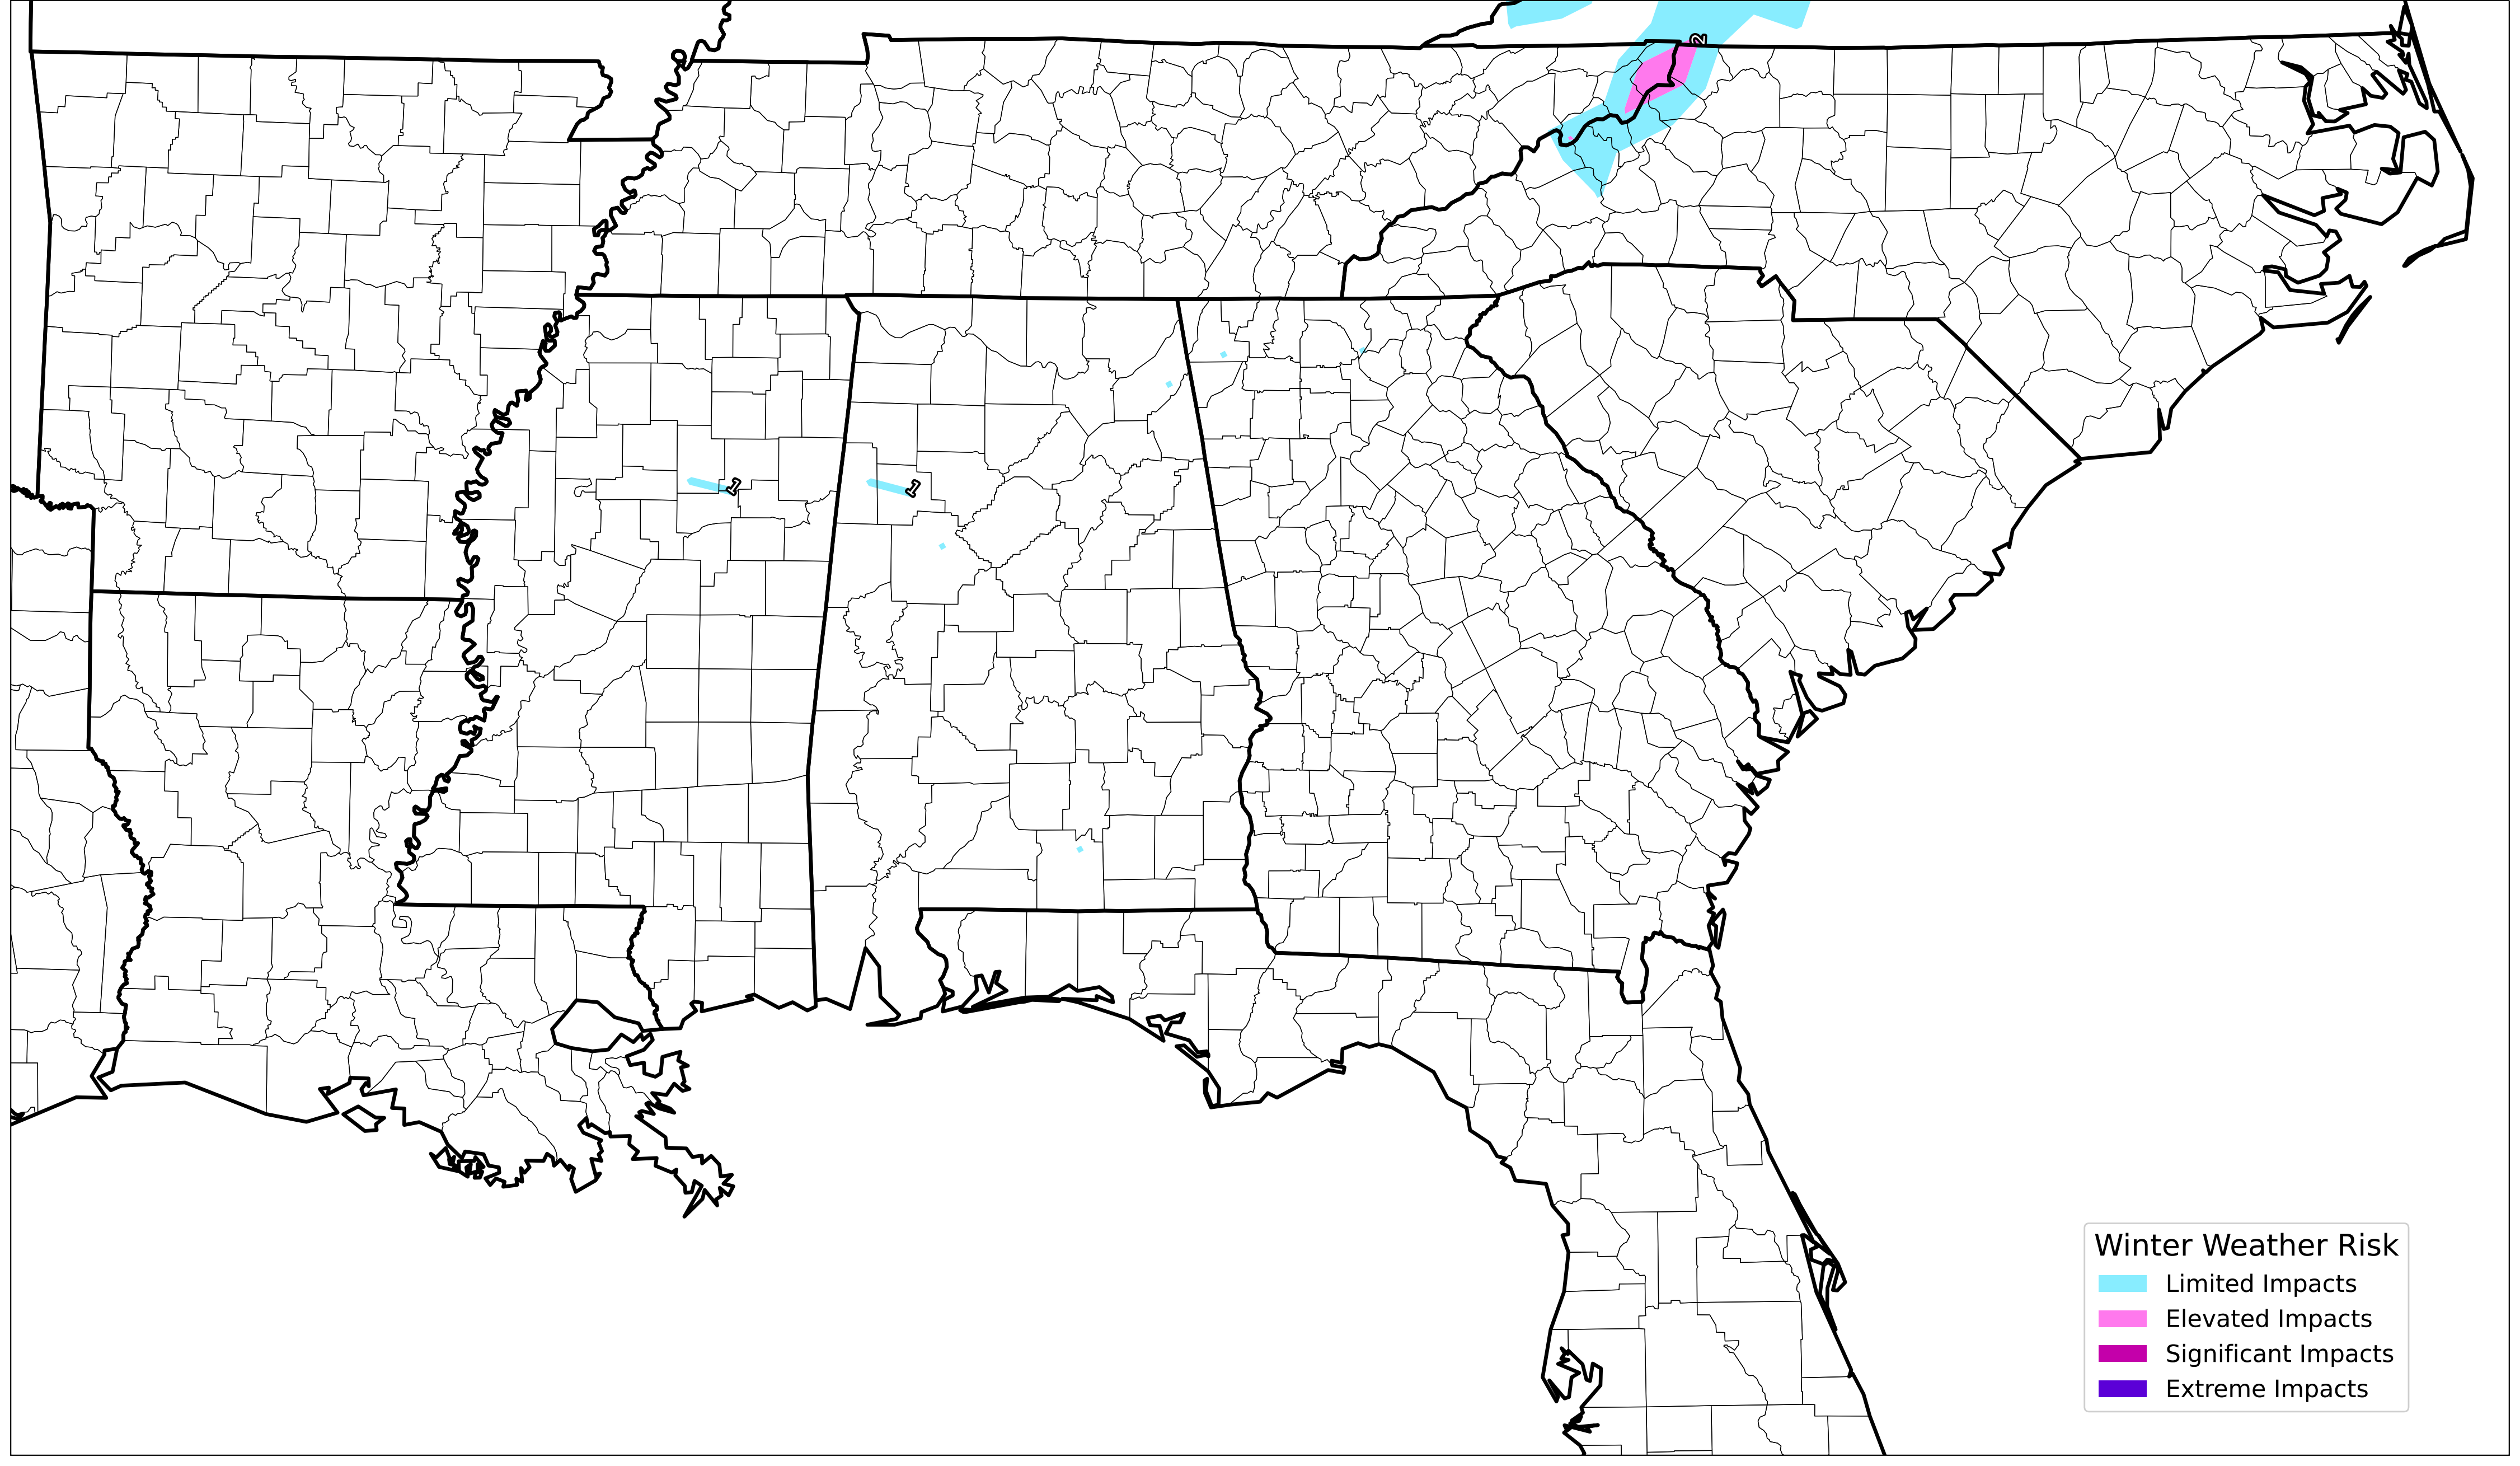 2
1
1
Winter Weather Risk
Limited Impacts
Elevated Impacts
Significant Impacts
Extreme Impacts